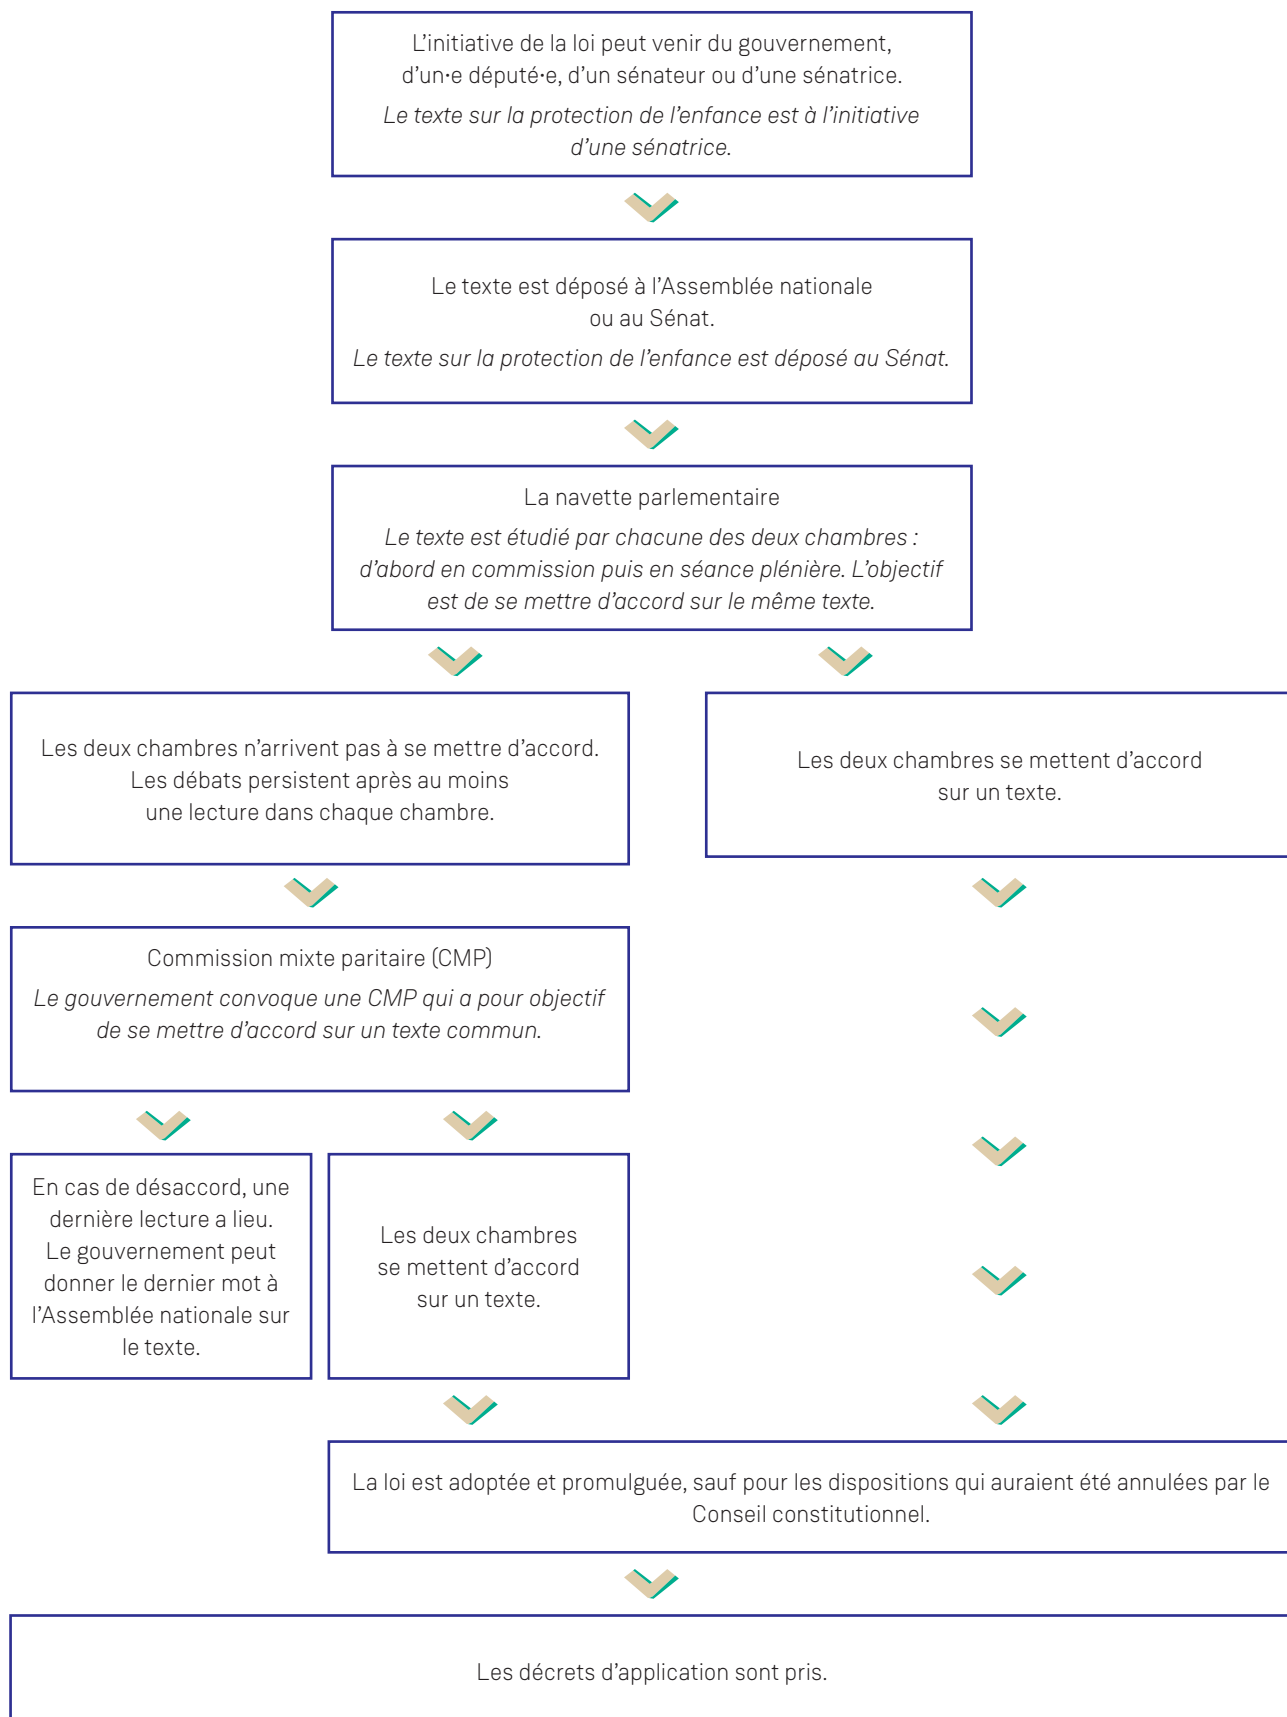 L'initiative de la loi peut venir du gouvernement,
d'un·e député·e, d'un sénateur ou d'une sénatrice.
Le texte sur la protection de l'enfance est à l'initiative
d'une sénatrice.
Le texte est déposé à l'Assemblée nationale
ou au Sénat.
Le texte sur la protection de l'enfance est déposé au Sénat.
La navette parlementaire
Le texte est étudié par chacune des deux chambres :
d'abord en commission puis en séance plénière. L'objectif
est de se mettre d'accord sur le même texte.
Les deux chambres n'arrivent pas à se mettre d'accord.
Les débats persistent après au moins
une lecture dans chaque chambre.
Les deux chambres se mettent d'accord
sur un texte.
Commission mixte paritaire (CMP)
Le gouvernement convoque une CMP qui a pour objectif
de se mettre d'accord sur un texte commun.
En cas de désaccord, une
dernière lecture a lieu.
Le gouvernement peut
donner le dernier mot à
l'Assemblée nationale sur
le texte.
Les deux chambres
se mettent d'accord
sur un texte.
La loi est adoptée et promulguée, sauf pour les dispositions qui auraient été annulées par le
Conseil constitutionnel.
Les décrets d'application sont pris.